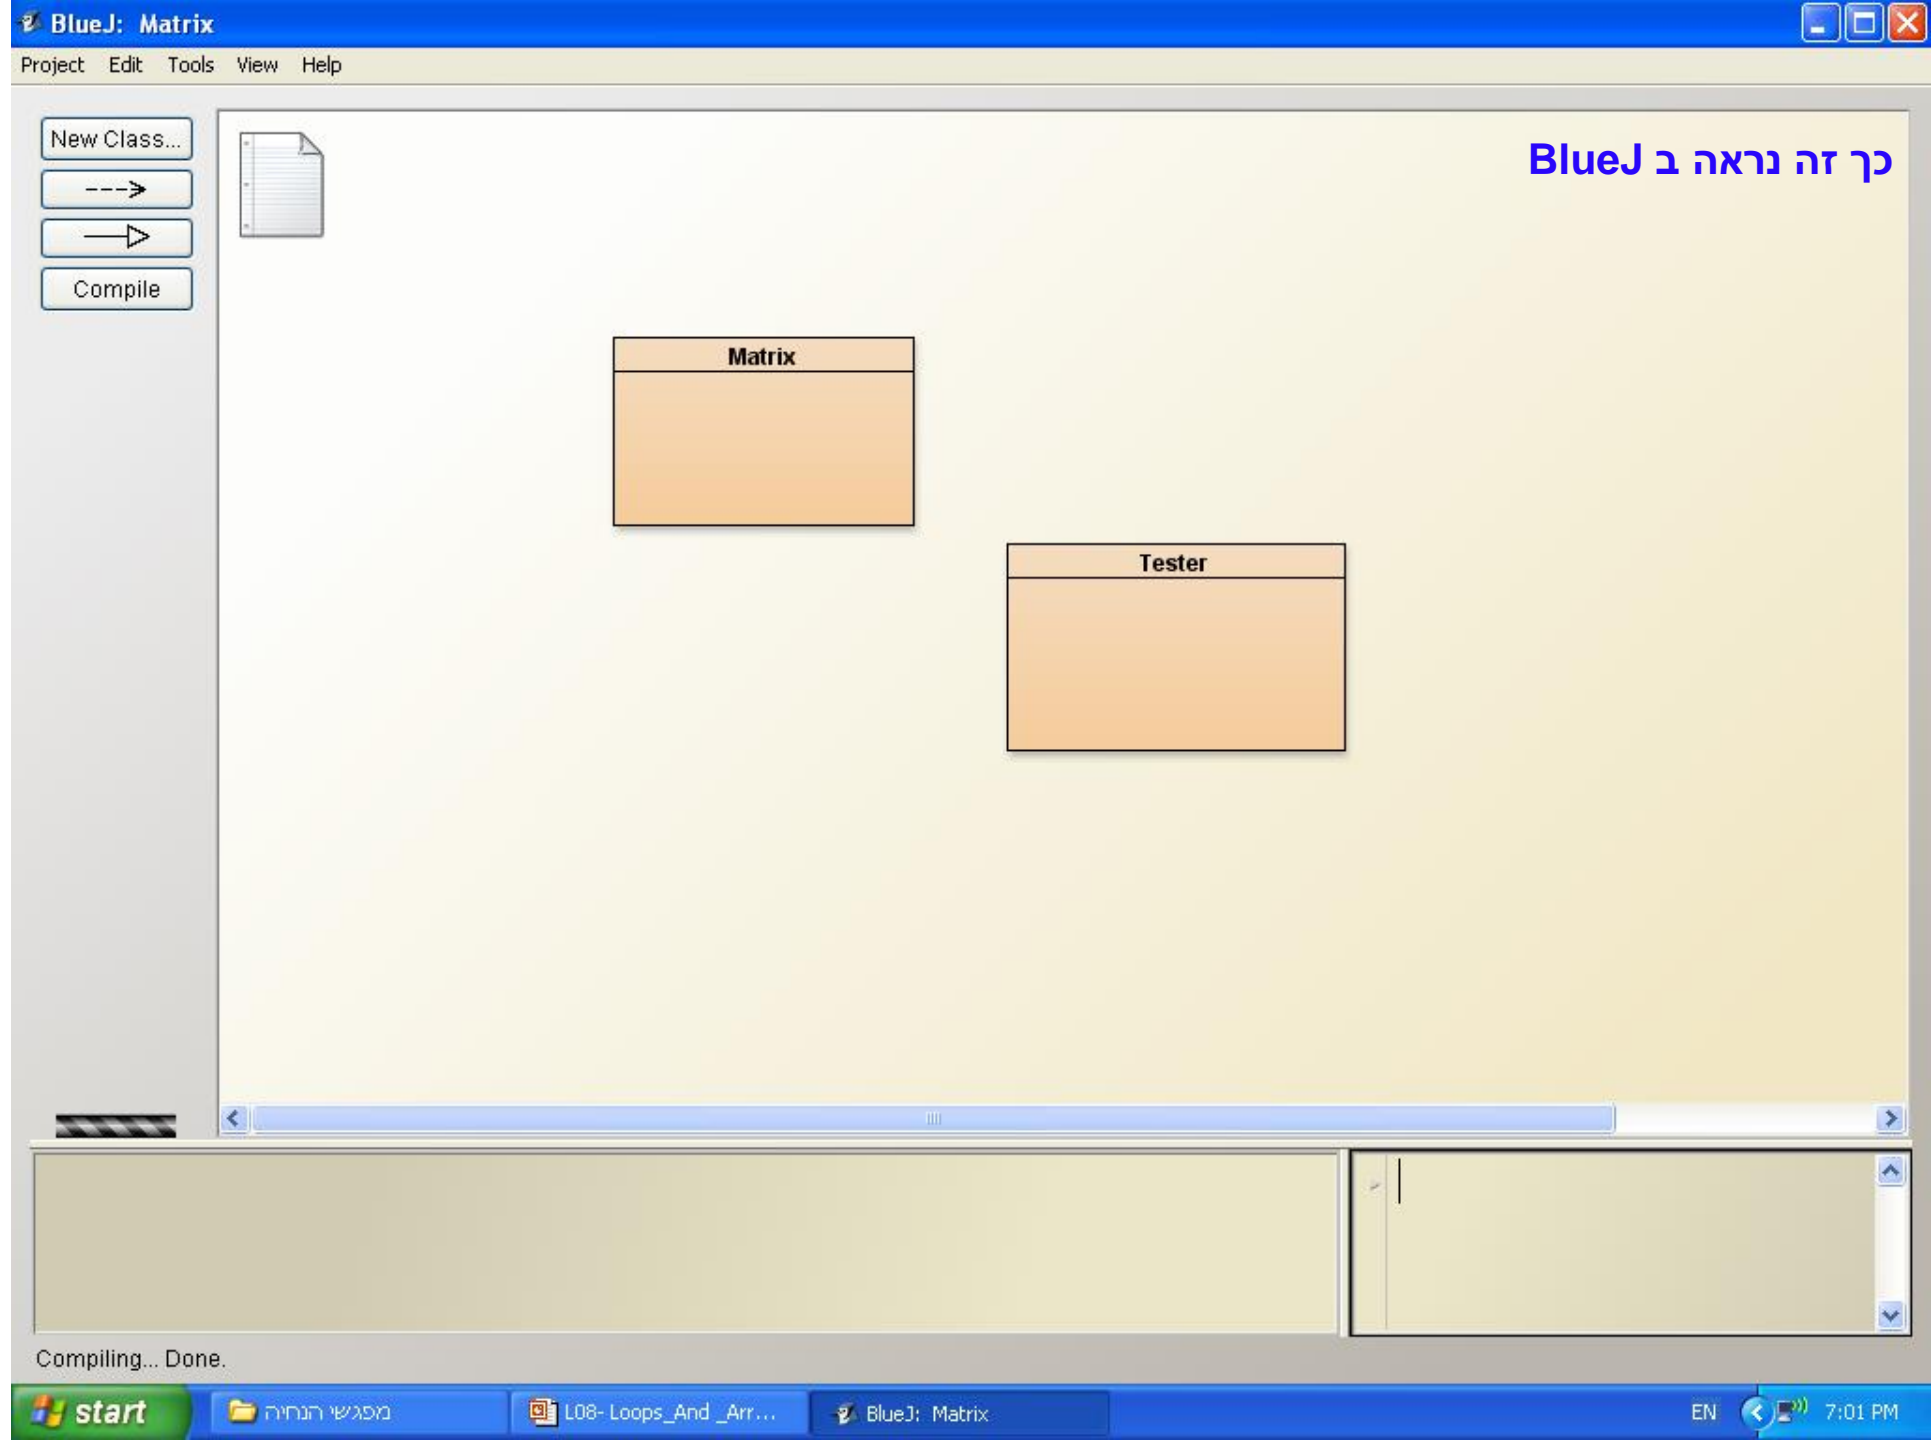 BlueJ: Matrix
Project Edit Tools View Help
New Class...
Compile
כך זה נראה ב BlueJ
Matrix
Tester
Compiling... Done.
start
מפגשי הנחיה
L08- Loops_And _Arr...
BlueJ: Matrix
EN
7:01 PM